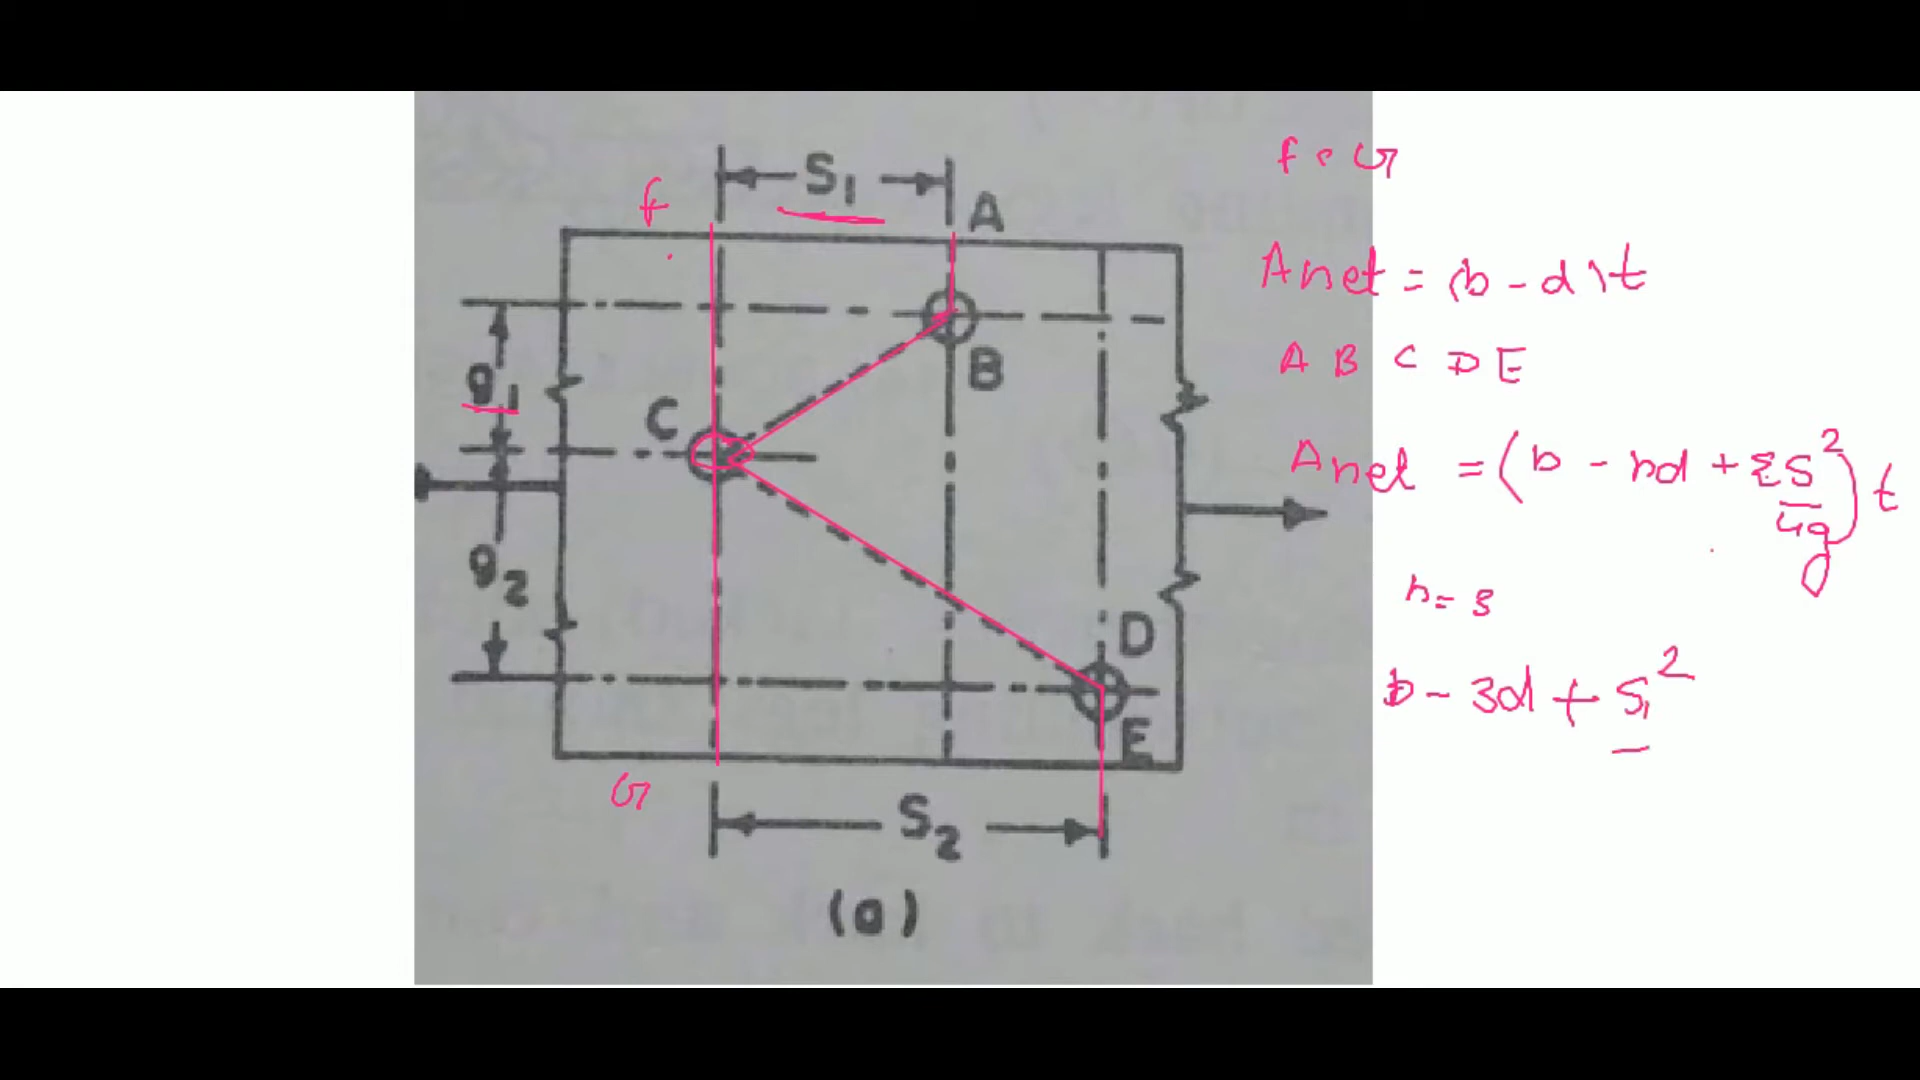 S₁
A
f
f C G
Anet = (b - d) t
g₁
B
A B C D E
C
Anet = (b - nd + ΣS²/4g) t
g₂
n = 3
D
b - 3d + S₁²
E
G
S₂
(a)